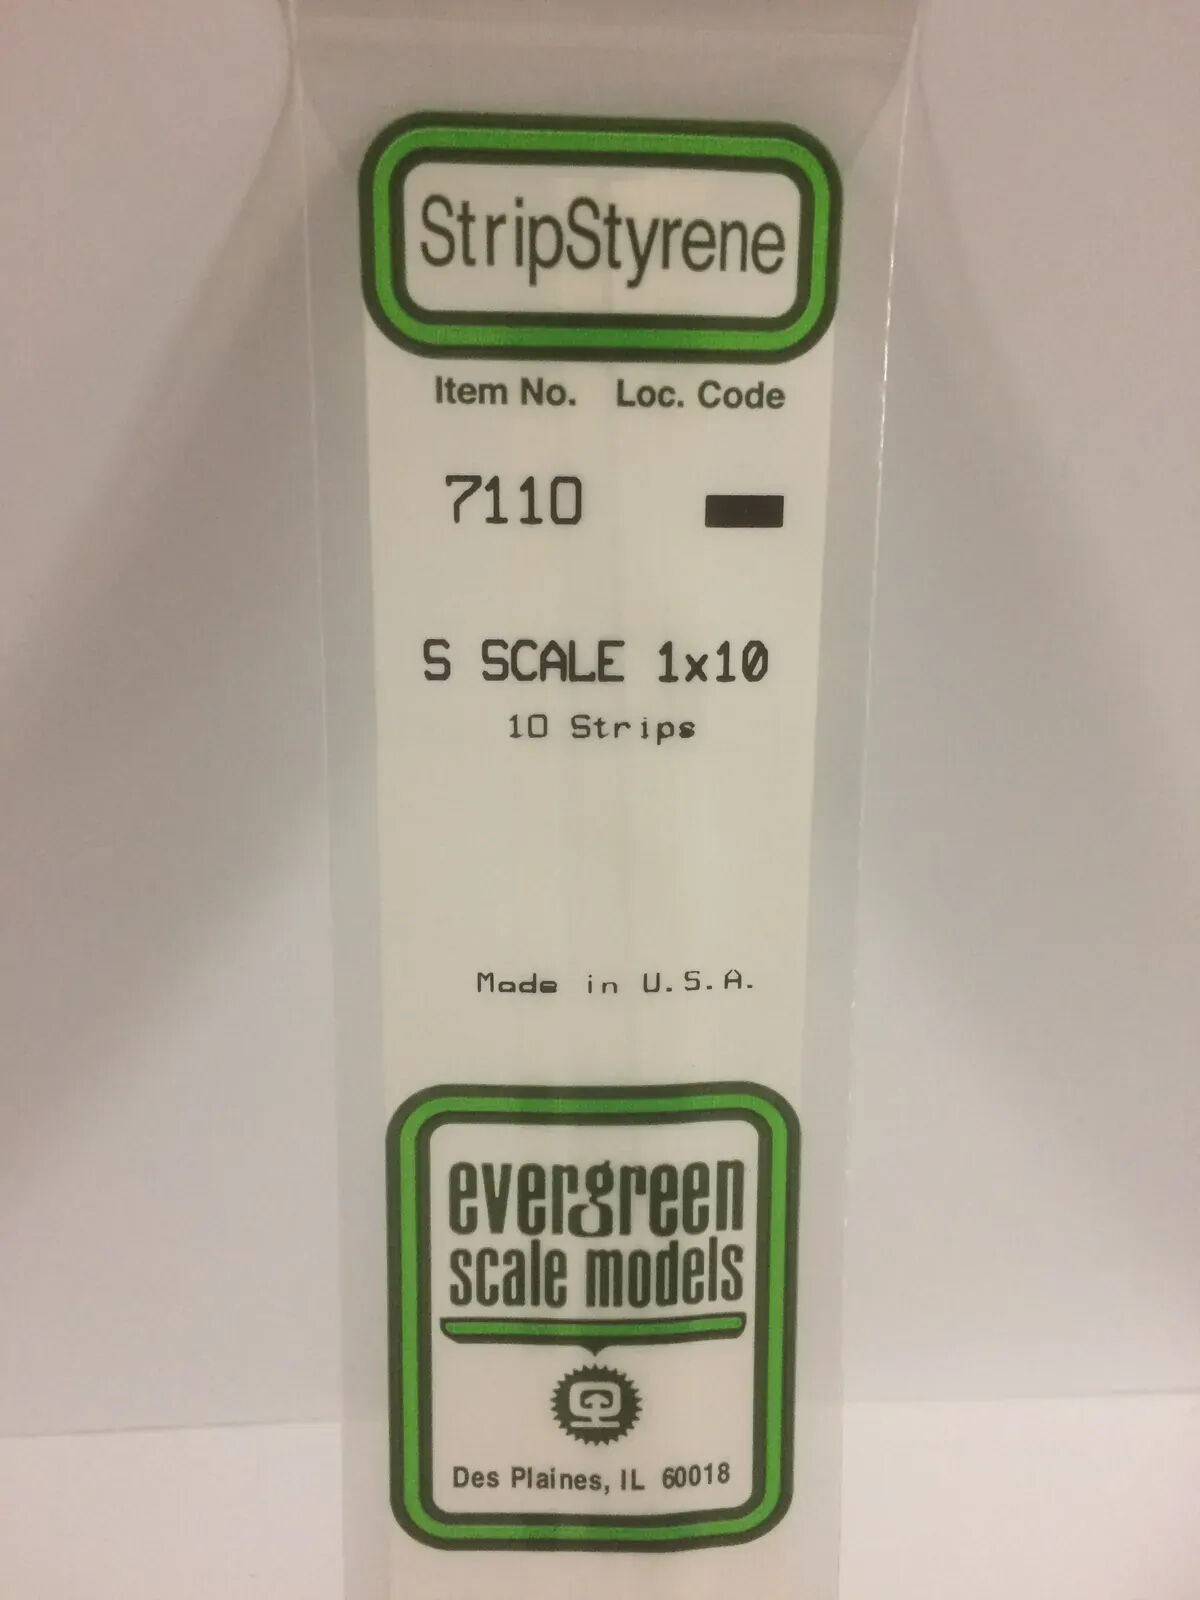 StripStyrene
Item No. Loc. Code
7110
S SCALE 1x10
10 Strips
Made in U.S.A.
evergreen
scale models
Des Plaines, IL 60018